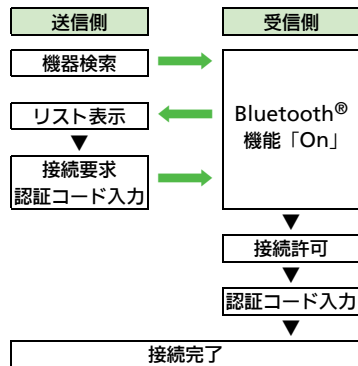 送信側
受信側
機器検索
リスト表示
▼
接続要求
認証コード入力
Bluetooth®
機能「On」
▼
接続許可
▼
認証コード入力
▼
接続完了